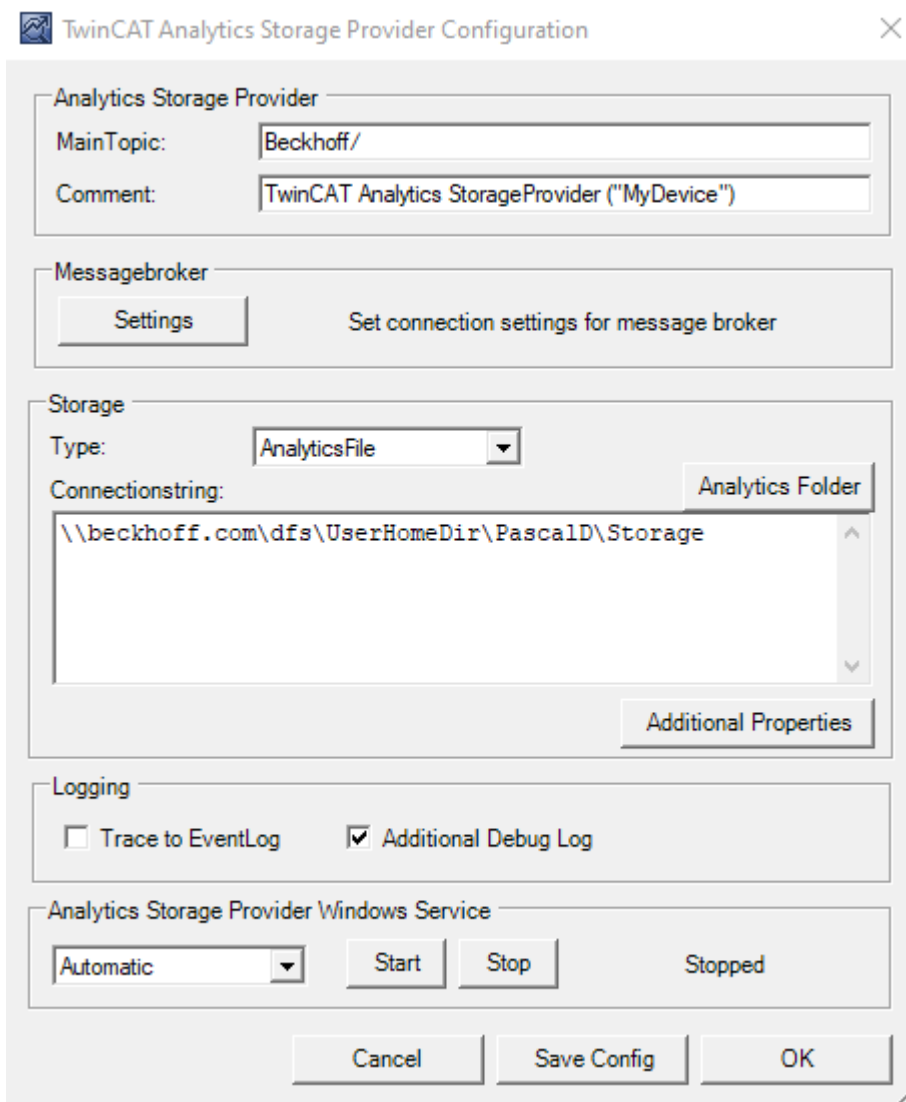 TwinCAT Analytics Storage Provider Configuration
Analytics Storage Provider
MainTopic: Beckhoff/
Comment: TwinCAT Analytics StorageProvider ("MyDevice")
Messagebroker
Settings Set connection settings for message broker
Storage
Type: AnalyticsFile
Connectionstring: Analytics Folder
\\beckhoff.com\dfs\UserHomeDir\PascalD\Storage
Additional Properties
Logging
Trace to EventLog Additional Debug Log
Analytics Storage Provider Windows Service
Automatic Start Stop Stopped
Cancel Save Config OK